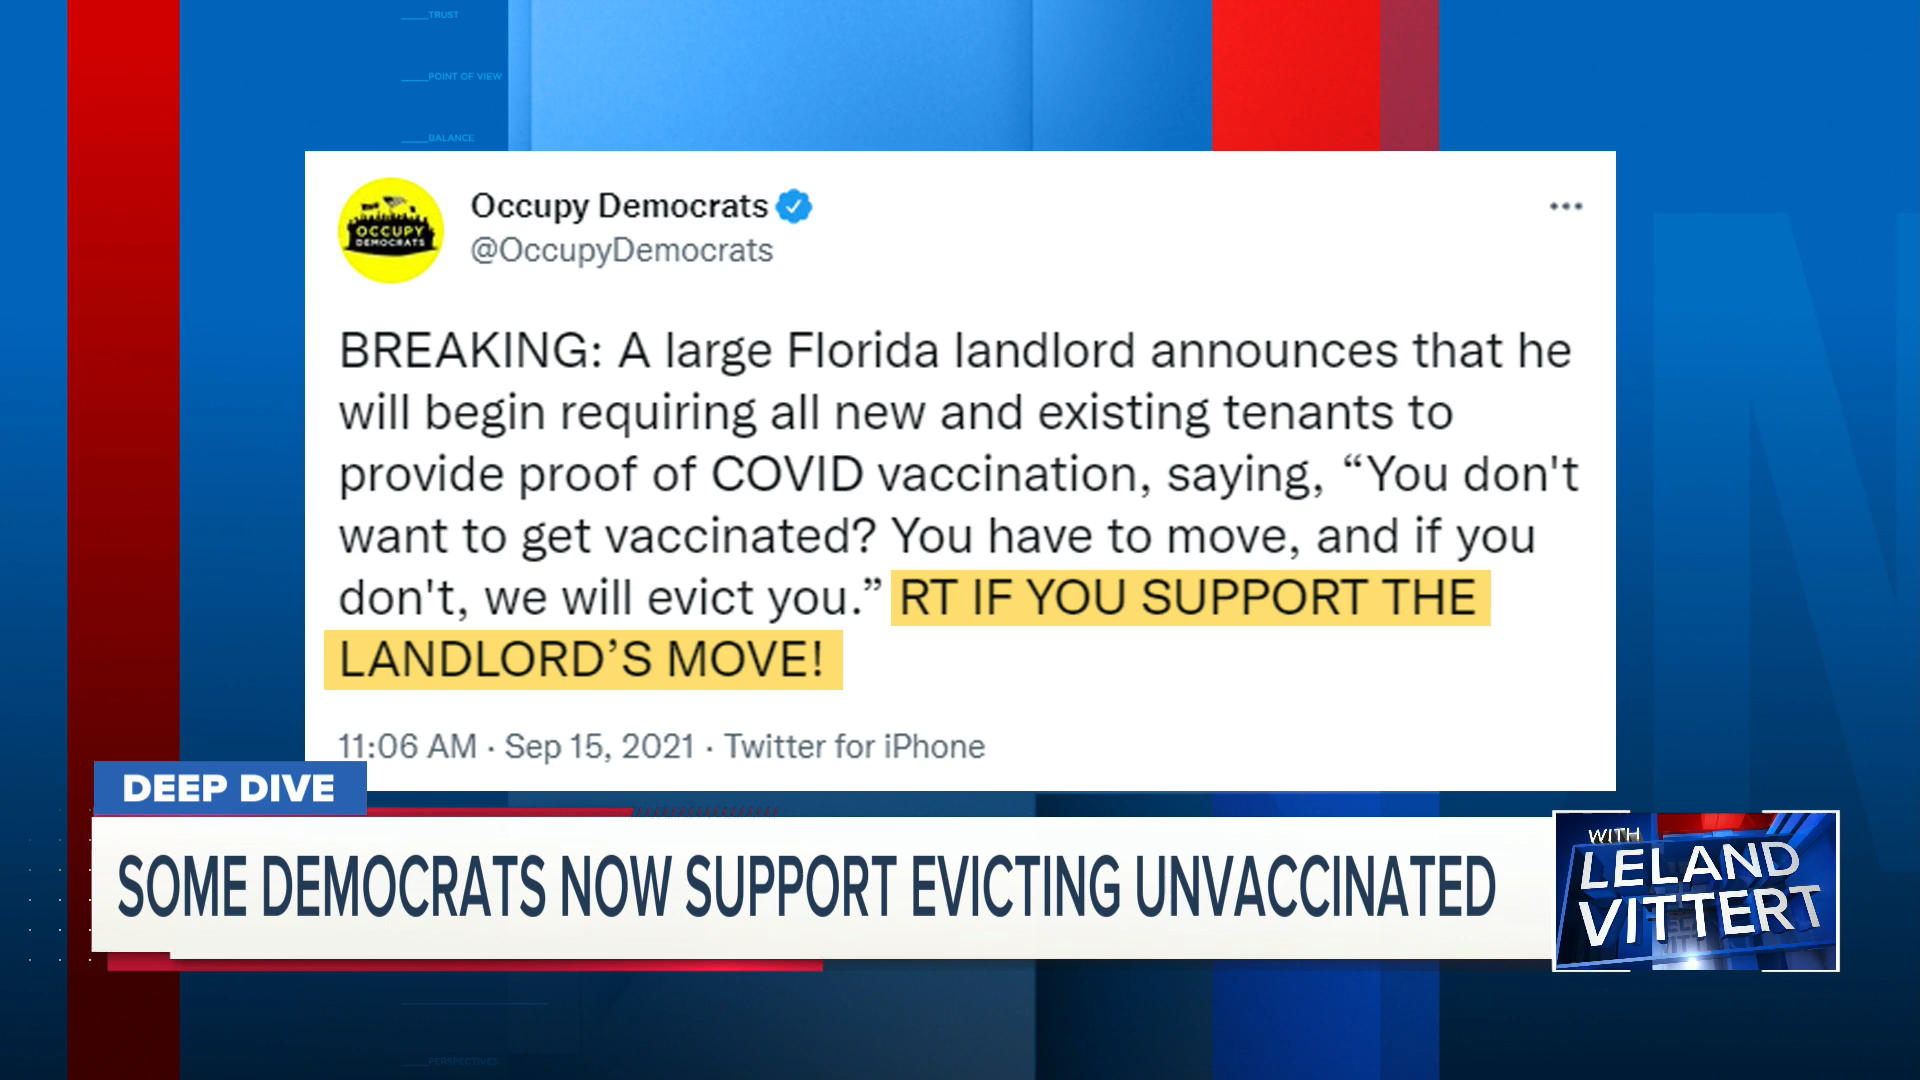 TRUST
POINT OF VIEW
BALANCE
OCCUPY
DEMOCRATS
Occupy Democrats
@OccupyDemocrats
BREAKING: A large Florida landlord announces that he
will begin requiring all new and existing tenants to
provide proof of COVID vaccination, saying, “You don't
want to get vaccinated? You have to move, and if you
don't, we will evict you.” RT IF YOU SUPPORT THE
LANDLORD’S MOVE!
11:06 AM · Sep 15, 2021 · Twitter for iPhone
DEEP DIVE
SOME DEMOCRATS NOW SUPPORT EVICTING UNVACCINATED
WITH
LELAND
VITTERT
PERSPECTIVES